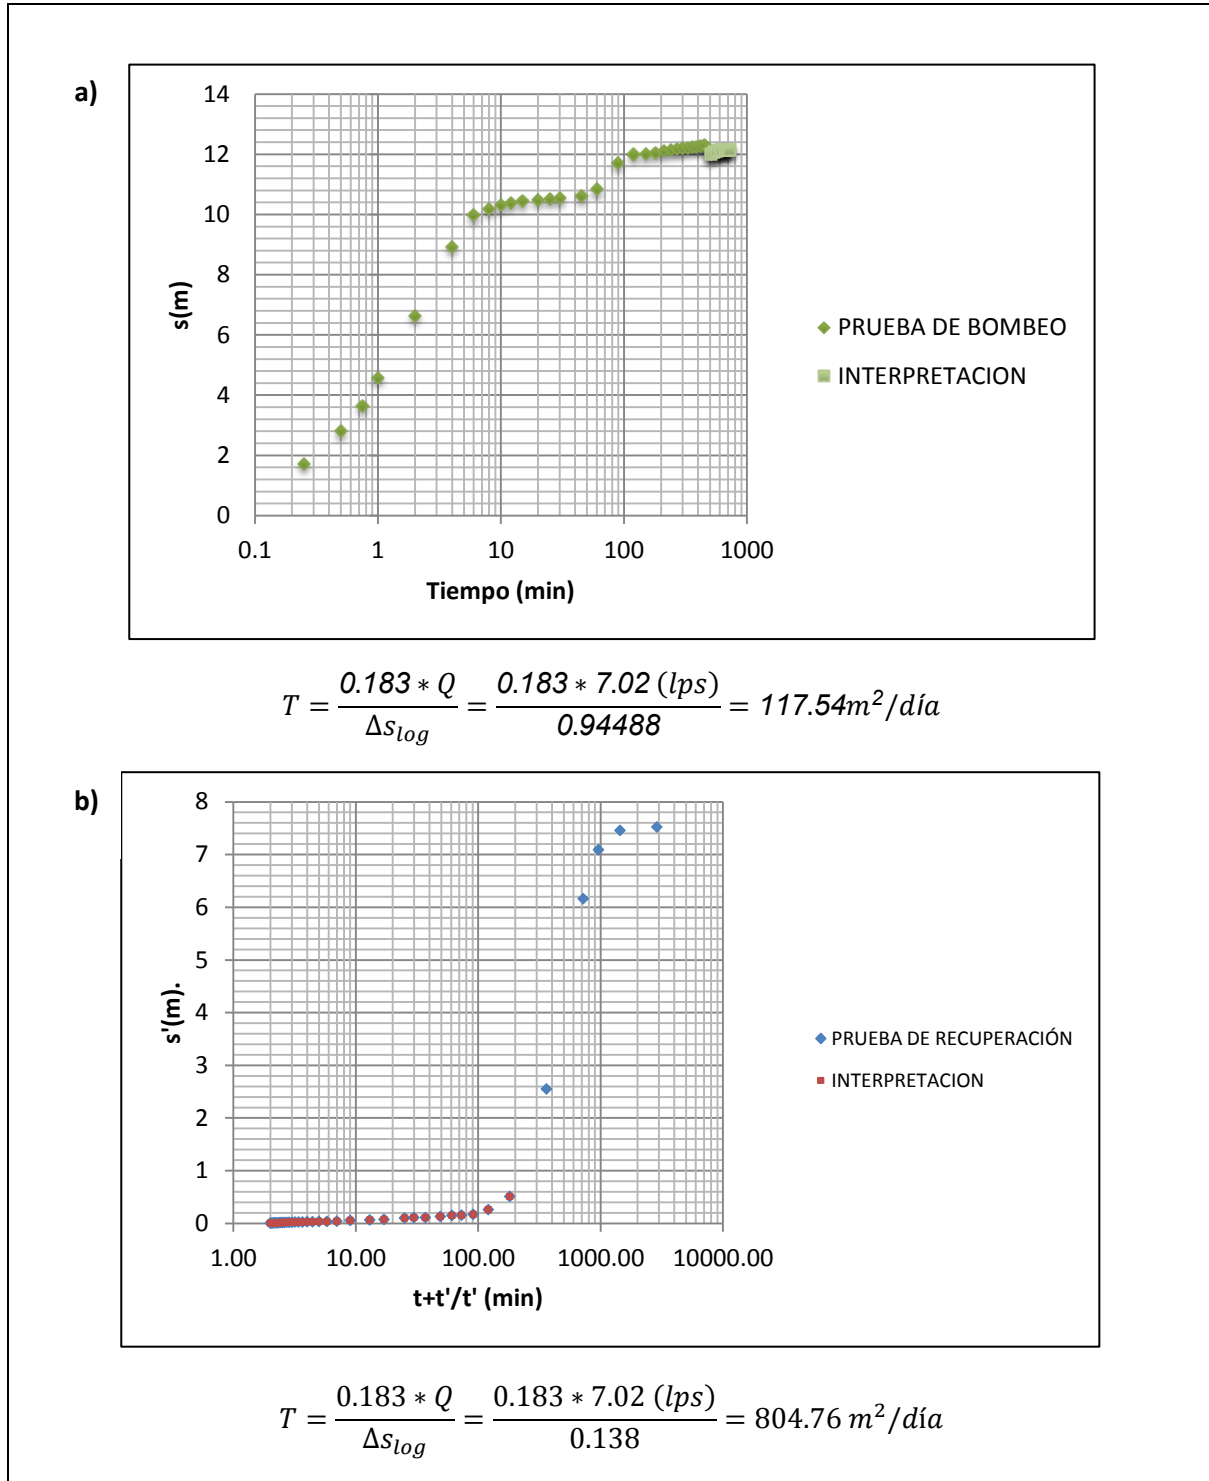 a)
14
12
10
8
6
4
2
0
s(m)
0.1 1 10 100 1000
Tiempo (min)
PRUEBA DE BOMBEO
INTERPRETACION
T = 0.183 * Q / Δs_log = 0.183 * 7.02 (lps) / 0.94488 = 117.54m²/día
b)
8
7
6
5
4
3
2
1
0
s'(m).
1.00 10.00 100.00 1000.00 10000.00
t+t'/t' (min)
PRUEBA DE RECUPERACIÓN
INTERPRETACION
T = 0.183 * Q / Δs_log = 0.183 * 7.02 (lps) / 0.138 = 804.76 m²/día